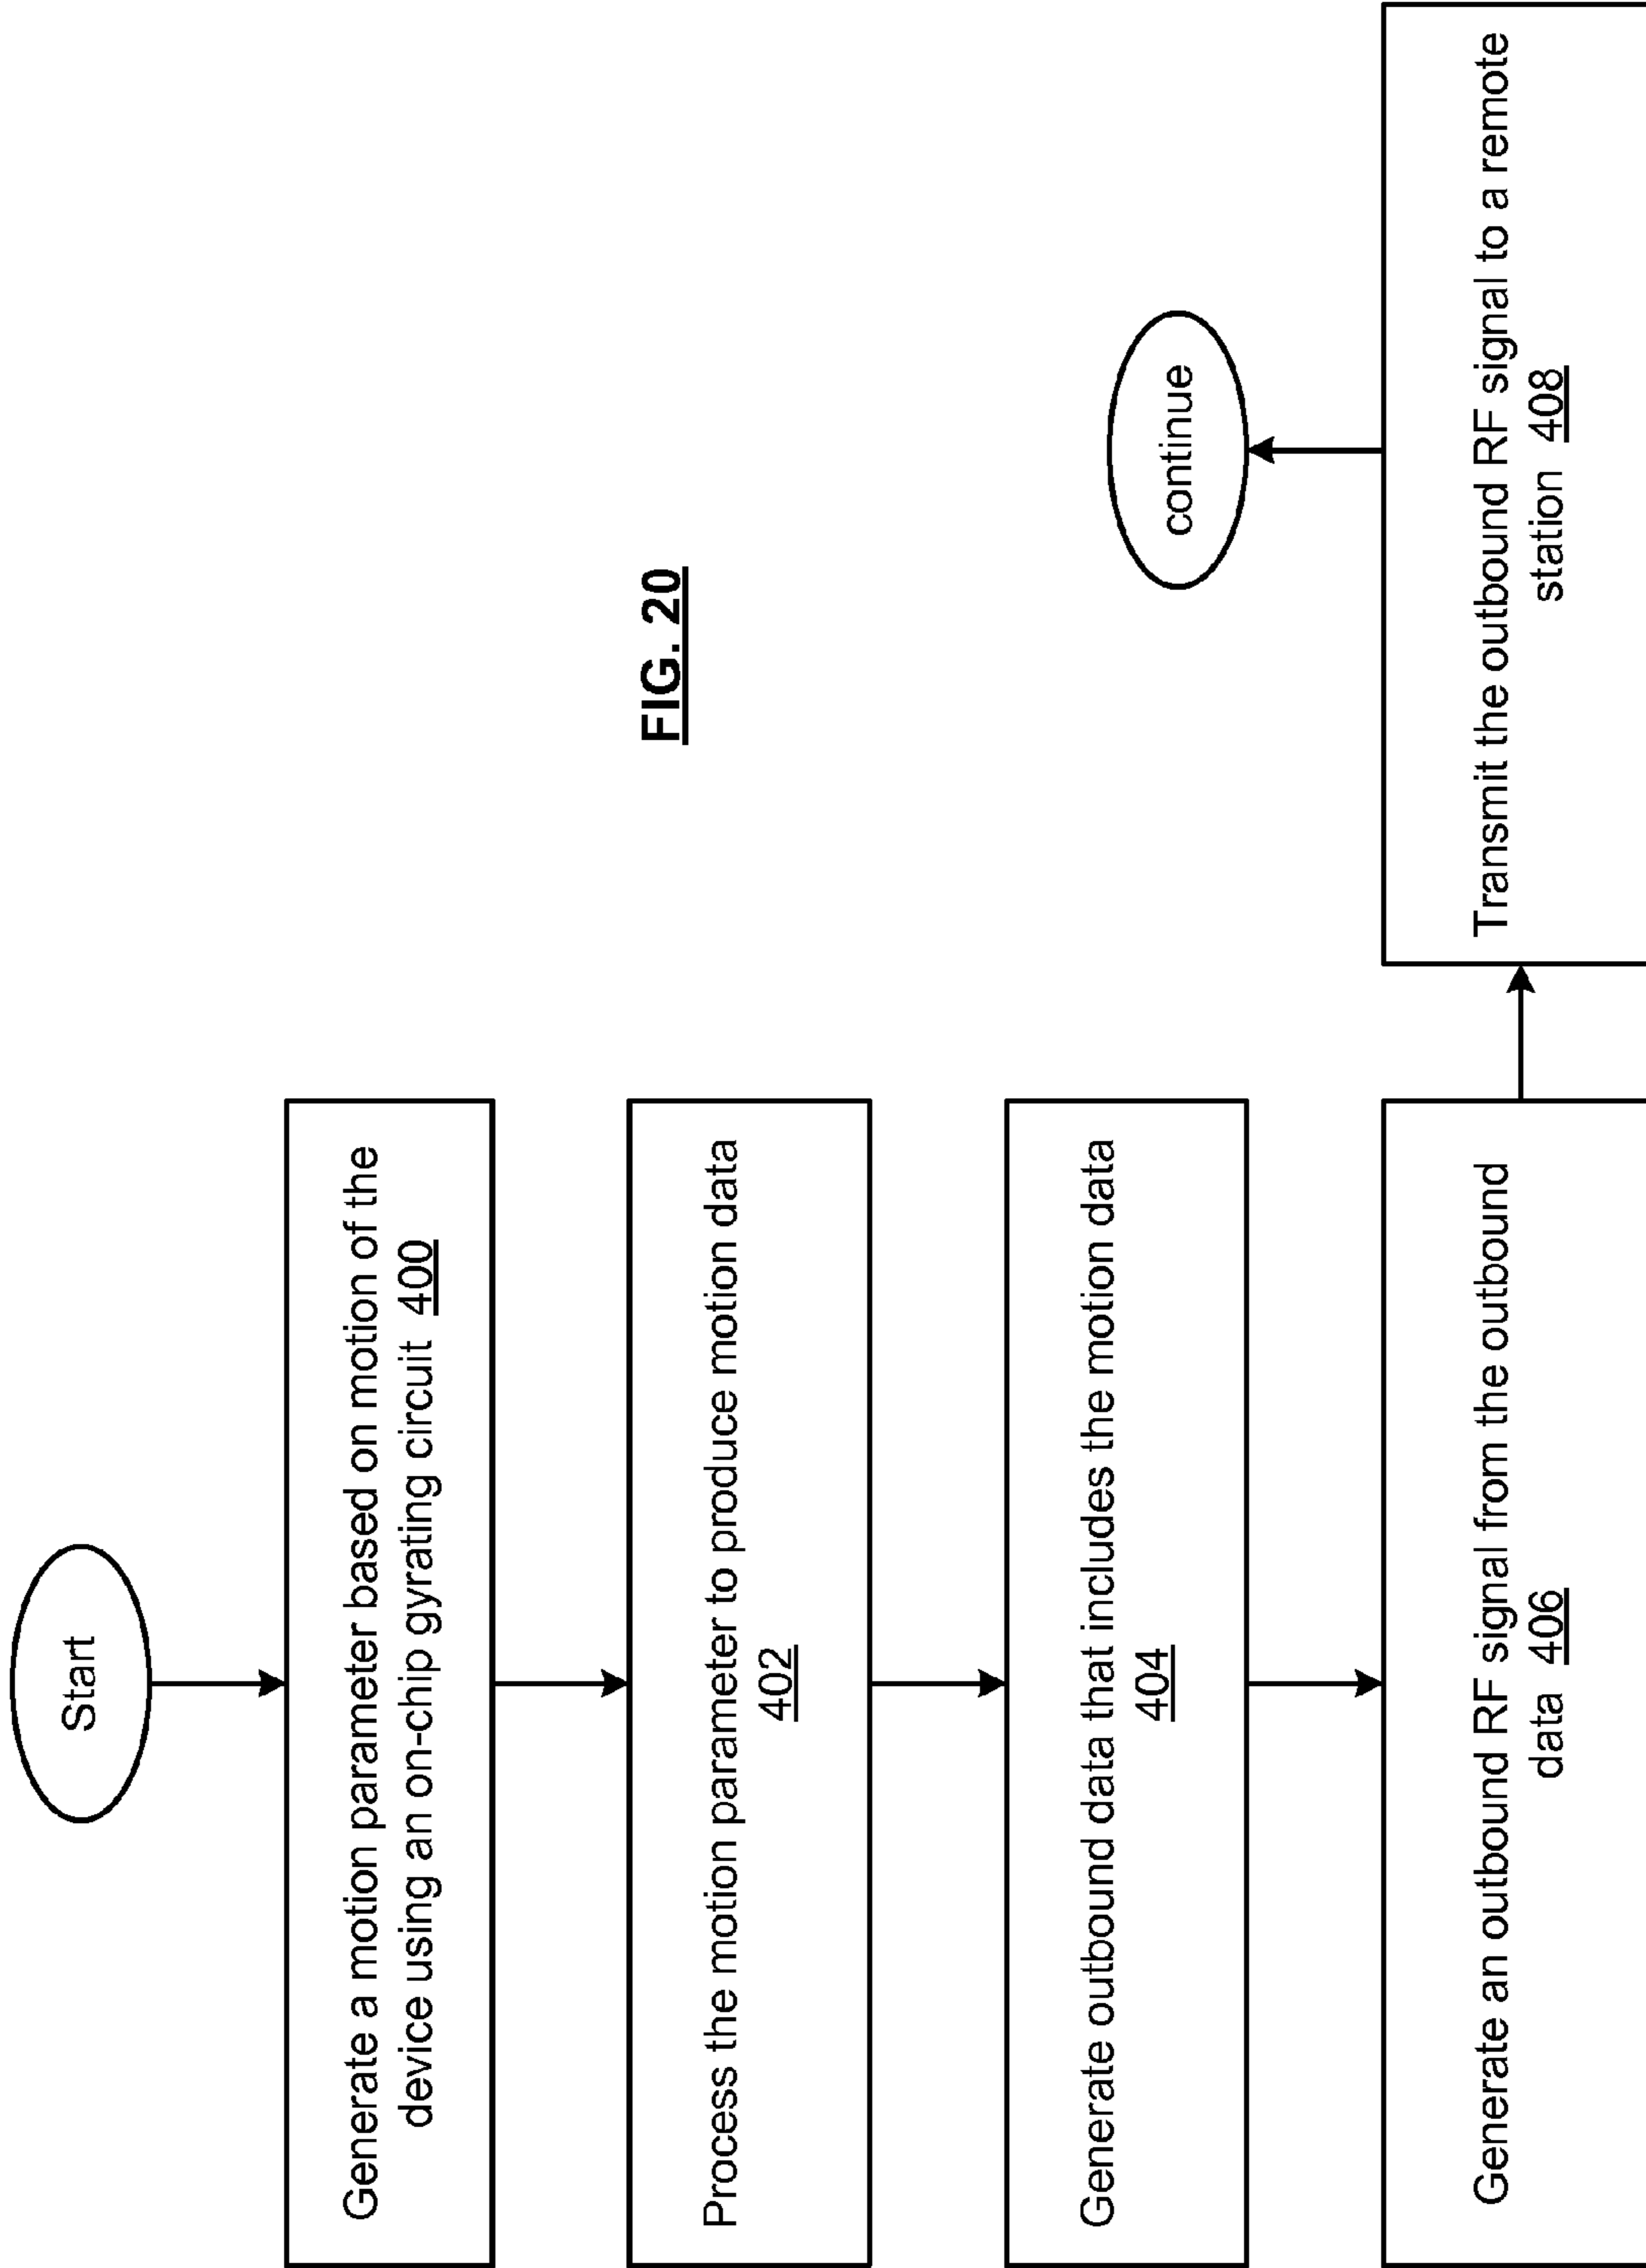 Start
Generate a motion parameter based on motion of the
device using an on-chip gyrating circuit 400
Process the motion parameter to produce motion data
402
Generate outbound data that includes the motion data
404
Generate an outbound RF signal from the outbound
data 406
Transmit the outbound RF signal to a remote
station 408
continue
FIG. 20